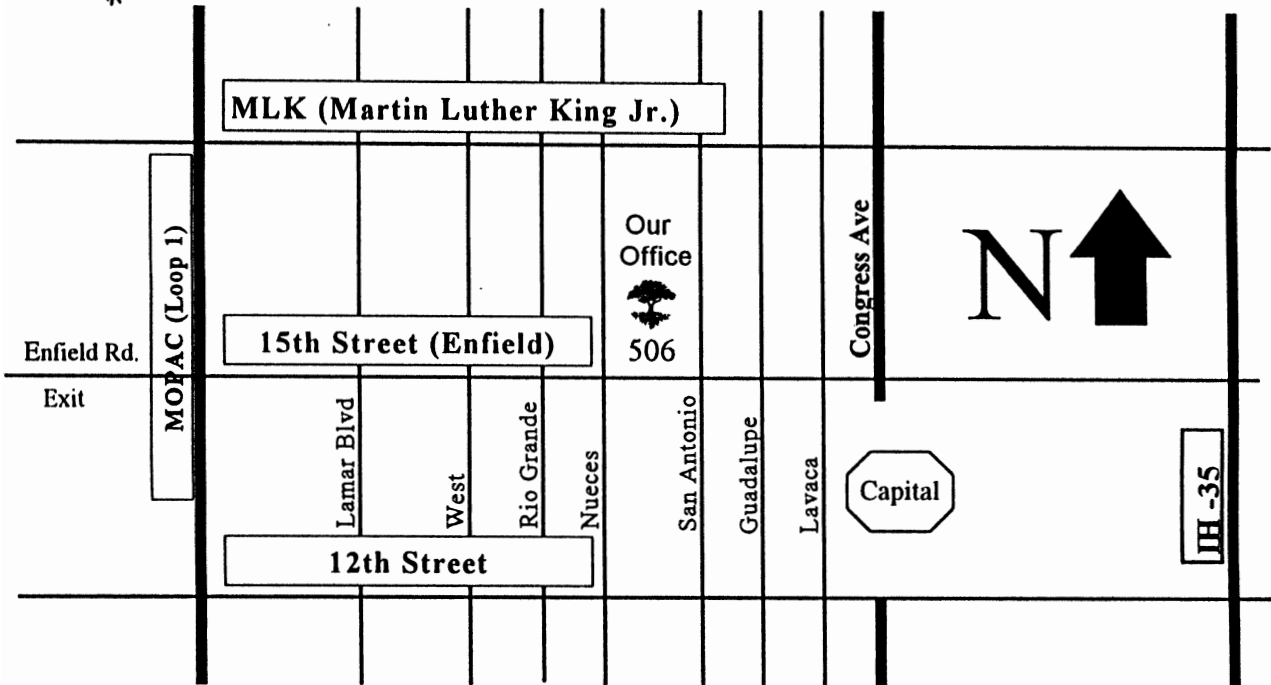 MLK (Martin Luther King Jr.)
MOPAC (Loop 1)
Our
Office
Congress Ave
N
15th Street (Enfield)
506
Enfield Rd.
Exit
Lamar Blvd
West
Rio Grande
Nueces
San Antonio
Guadalupe
Lavaca
Capital
IH -35
12th Street